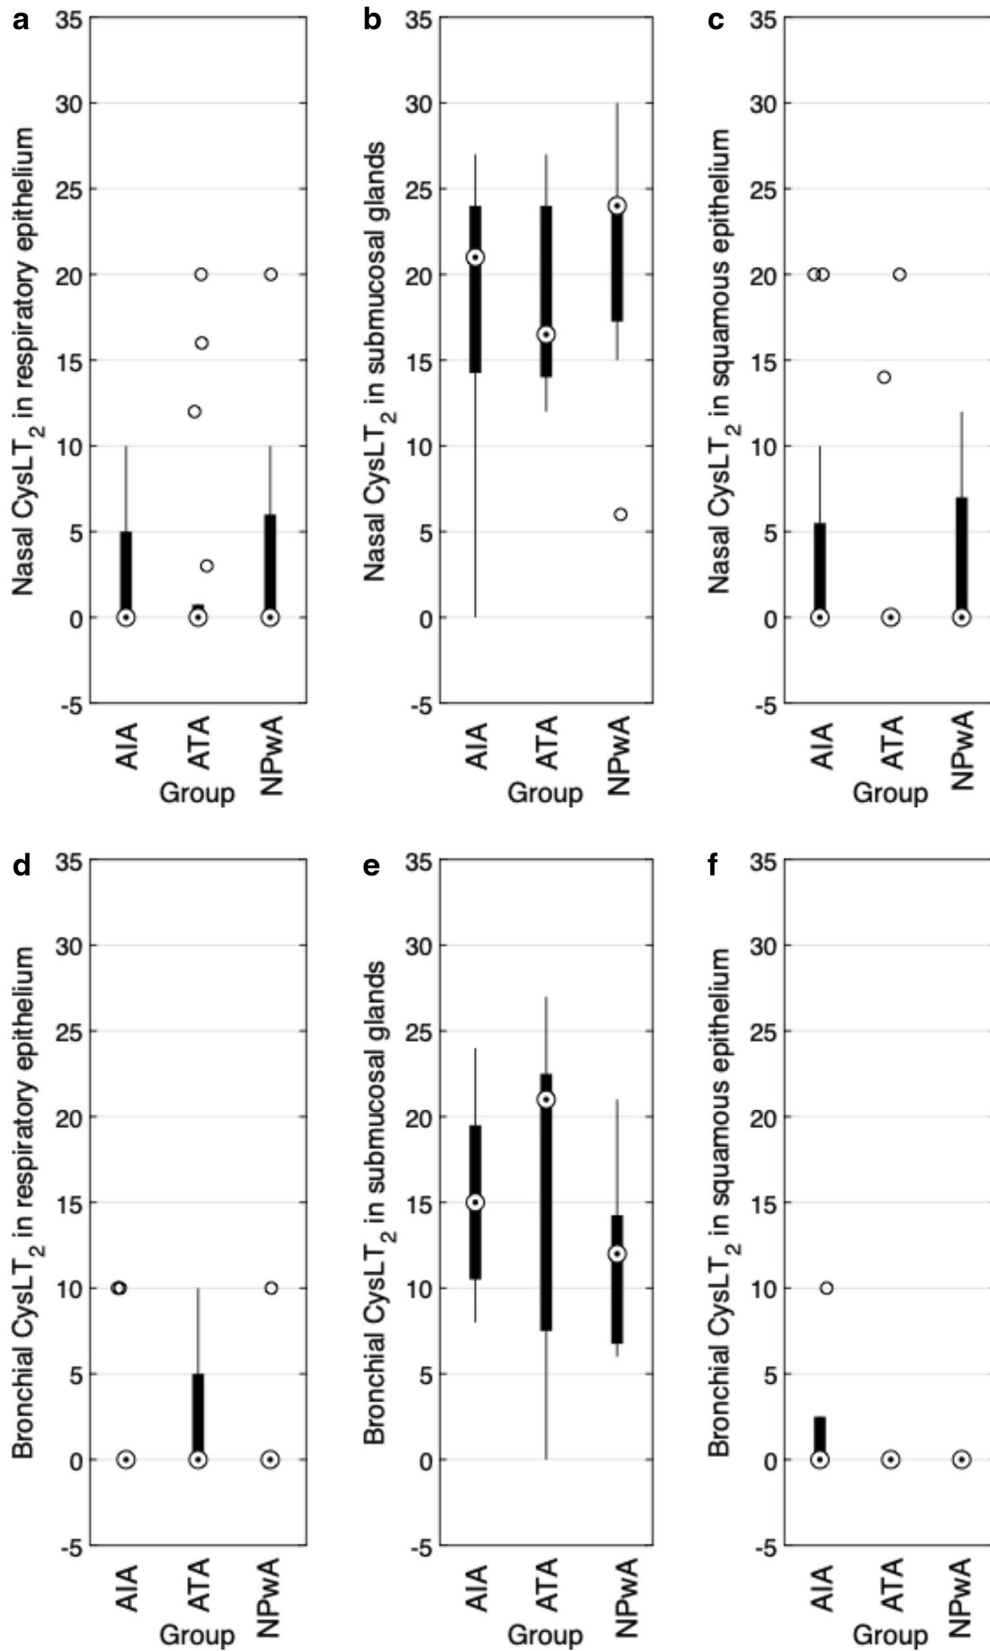 a
35
30
25
20
15
10
5
0
-5
Nasal CysLT2 in respiratory epithelium
AIA
ATA
NPwA
Group
b
35
30
25
20
15
10
5
0
-5
Nasal CysLT2 in submucosal glands
AIA
ATA
NPwA
Group
c
35
30
25
20
15
10
5
0
-5
Nasal CysLT2 in squamous epithelium
AIA
ATA
NPwA
Group
d
35
30
25
20
15
10
5
0
-5
Bronchial CysLT2 in respiratory epithelium
AIA
ATA
NPwA
Group
e
35
30
25
20
15
10
5
0
-5
Bronchial CysLT2 in submucosal glands
AIA
ATA
NPwA
Group
f
35
30
25
20
15
10
5
0
-5
Bronchial CysLT2 in squamous epithelium
AIA
ATA
NPwA
Group